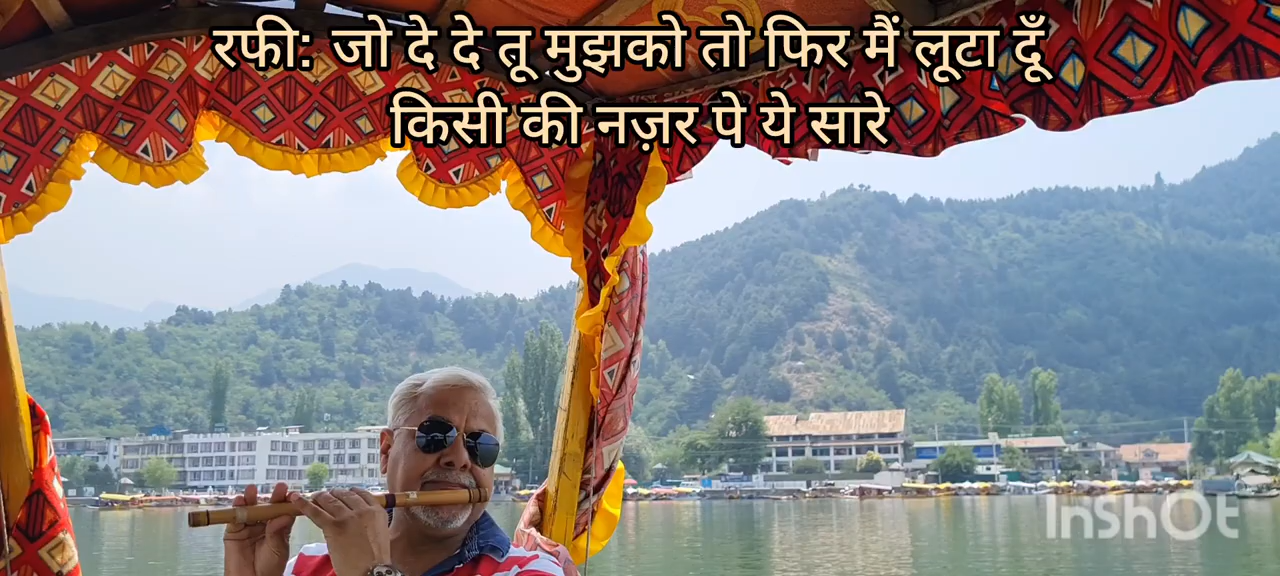 रफी: जो दे दे तू मुझको तो फिर मैं लूटा दूँ
किसी की नज़र पे ये सारे
InShOt